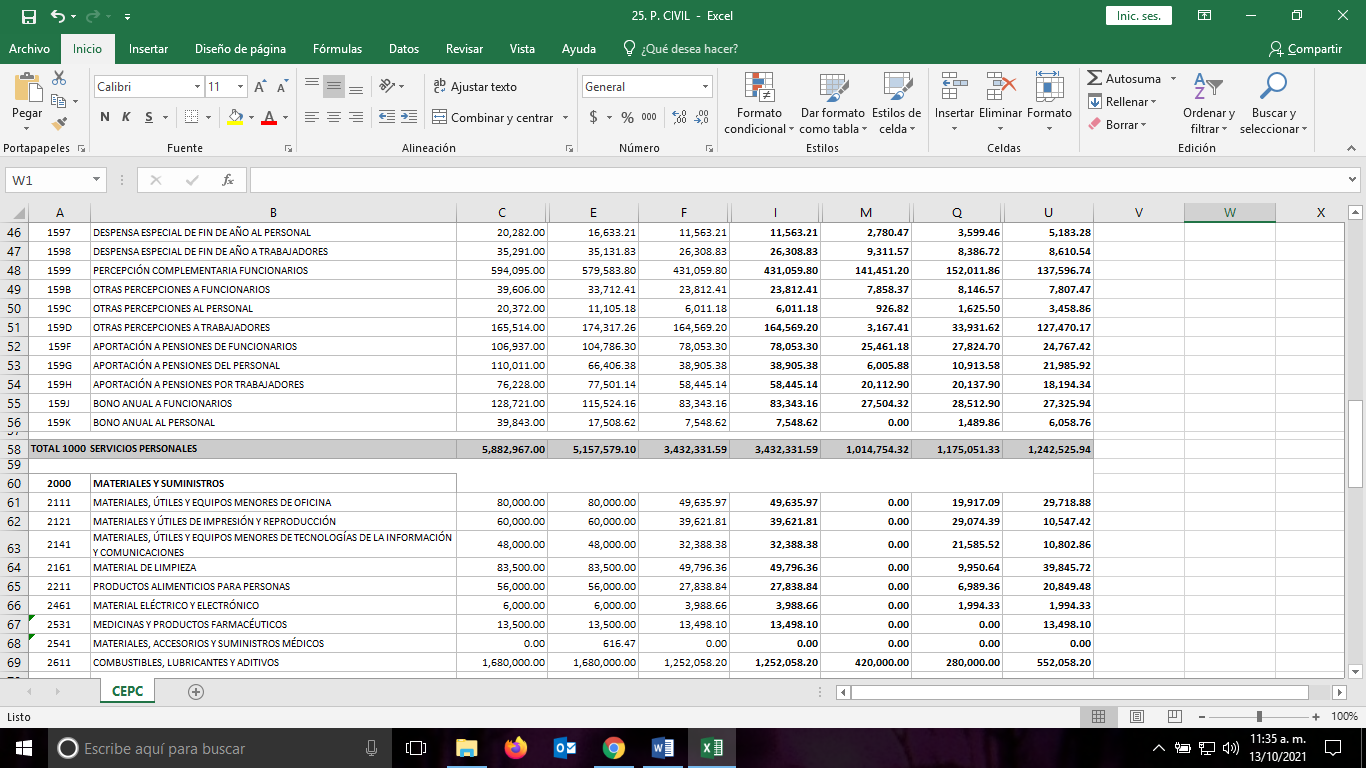 25. P. CIVIL - Excel
Inic. ses.
Archivo Inicio Insertar Diseño de página Fórmulas Datos Revisar Vista Ayuda ¿Qué desea hacer? Compartir
Pegar
Calibri 11
N K S
Ajustar texto
Combinar y centrar
General
$ % 000
Formato condicional
Dar formato como tabla
Estilos de celda
Insertar Eliminar Formato
Autosuma
Rellenar
Borrar
Ordenar y filtrar
Buscar y seleccionar
Portapapeles Fuente Alineación Número Estilos Celdas Edición
W1 fx
A B C E F I M Q U V W X
46 1597 DESPENSA ESPECIAL DE FIN DE AÑO AL PERSONAL 20,282.00 16,633.21 11,563.21 11,563.21 2,780.47 3,599.46 5,183.28
47 1598 DESPENSA ESPECIAL DE FIN DE AÑO A TRABAJADORES 35,291.00 35,131.83 26,308.83 26,308.83 9,311.57 8,386.72 8,610.54
48 1599 PERCEPCIÓN COMPLEMENTARIA FUNCIONARIOS 594,095.00 579,583.80 431,059.80 431,059.80 141,451.20 152,011.86 137,596.74
49 159B OTRAS PERCEPCIONES A FUNCIONARIOS 39,606.00 33,712.41 23,812.41 23,812.41 7,858.37 8,146.57 7,807.47
50 159C OTRAS PERCEPCIONES AL PERSONAL 20,372.00 11,105.18 6,011.18 6,011.18 926.82 1,625.50 3,458.86
51 159D OTRAS PERCEPCIONES A TRABAJADORES 165,514.00 174,317.26 164,569.20 164,569.20 3,167.41 33,931.62 127,470.17
52 159F APORTACIÓN A PENSIONES DE FUNCIONARIOS 106,937.00 104,786.30 78,053.30 78,053.30 25,461.18 27,824.70 24,767.42
53 159G APORTACIÓN A PENSIONES DEL PERSONAL 110,011.00 66,406.38 38,905.38 38,905.38 6,005.88 10,913.58 21,985.92
54 159H APORTACIÓN A PENSIONES POR TRABAJADORES 76,228.00 77,501.14 58,445.14 58,445.14 20,112.90 20,137.90 18,194.34
55 159J BONO ANUAL A FUNCIONARIOS 128,721.00 115,524.16 83,343.16 83,343.16 27,504.32 28,512.90 27,325.94
56 159K BONO ANUAL AL PERSONAL 39,843.00 17,508.62 7,548.62 7,548.62 0.00 1,489.86 6,058.76
58 TOTAL 1000 SERVICIOS PERSONALES 5,882,967.00 5,157,579.10 3,432,331.59 3,432,331.59 1,014,754.32 1,175,051.33 1,242,525.94
59
60 2000 MATERIALES Y SUMINISTROS
61 2111 MATERIALES, ÚTILES Y EQUIPOS MENORES DE OFICINA 80,000.00 80,000.00 49,635.97 49,635.97 0.00 19,917.09 29,718.88
62 2121 MATERIALES Y ÚTILES DE IMPRESIÓN Y REPRODUCCIÓN 60,000.00 60,000.00 39,621.81 39,621.81 0.00 29,074.39 10,547.42
MATERIALES, ÚTILES Y EQUIPOS MENORES DE TECNOLOGÍAS DE LA INFORMACIÓN
63 2141 Y COMUNICACIONES 48,000.00 48,000.00 32,388.38 32,388.38 0.00 21,585.52 10,802.86
64 2161 MATERIAL DE LIMPIEZA 83,500.00 83,500.00 49,796.36 49,796.36 0.00 9,950.64 39,845.72
65 2211 PRODUCTOS ALIMENTICIOS PARA PERSONAS 56,000.00 56,000.00 27,838.84 27,838.84 0.00 6,989.36 20,849.48
66 2461 MATERIAL ELÉCTRICO Y ELECTRÓNICO 6,000.00 6,000.00 3,988.66 3,988.66 0.00 1,994.33 1,994.33
67 2531 MEDICINAS Y PRODUCTOS FARMACÉUTICOS 13,500.00 13,500.00 13,498.10 13,498.10 0.00 0.00 13,498.10
68 2541 MATERIALES, ACCESORIOS Y SUMINISTROS MÉDICOS 0.00 616.47 0.00 0.00 0.00 0.00 0.00
69 2611 COMBUSTIBLES, LUBRICANTES Y ADITIVOS 1,680,000.00 1,680,000.00 1,252,058.20 1,252,058.20 420,000.00 280,000.00 552,058.20
CEPC
Listo 100%
Escribe aquí para buscar
11:35 a. m.
13/10/2021